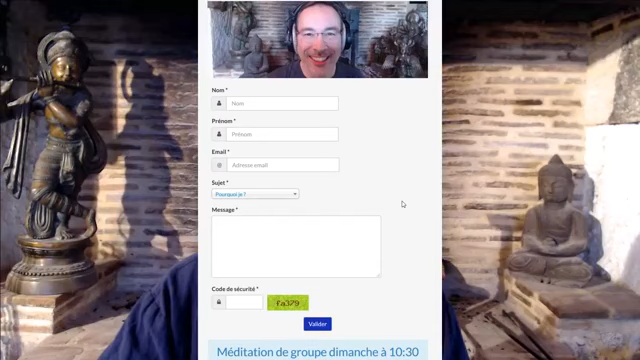 Nom *
Nom
Prénom *
Prénom
Email *
@ Adresse email
Sujet *
Pourquoi je ?
Message *
Code de sécurité *
fa379
Valider
Méditation de groupe dimanche à 10:30